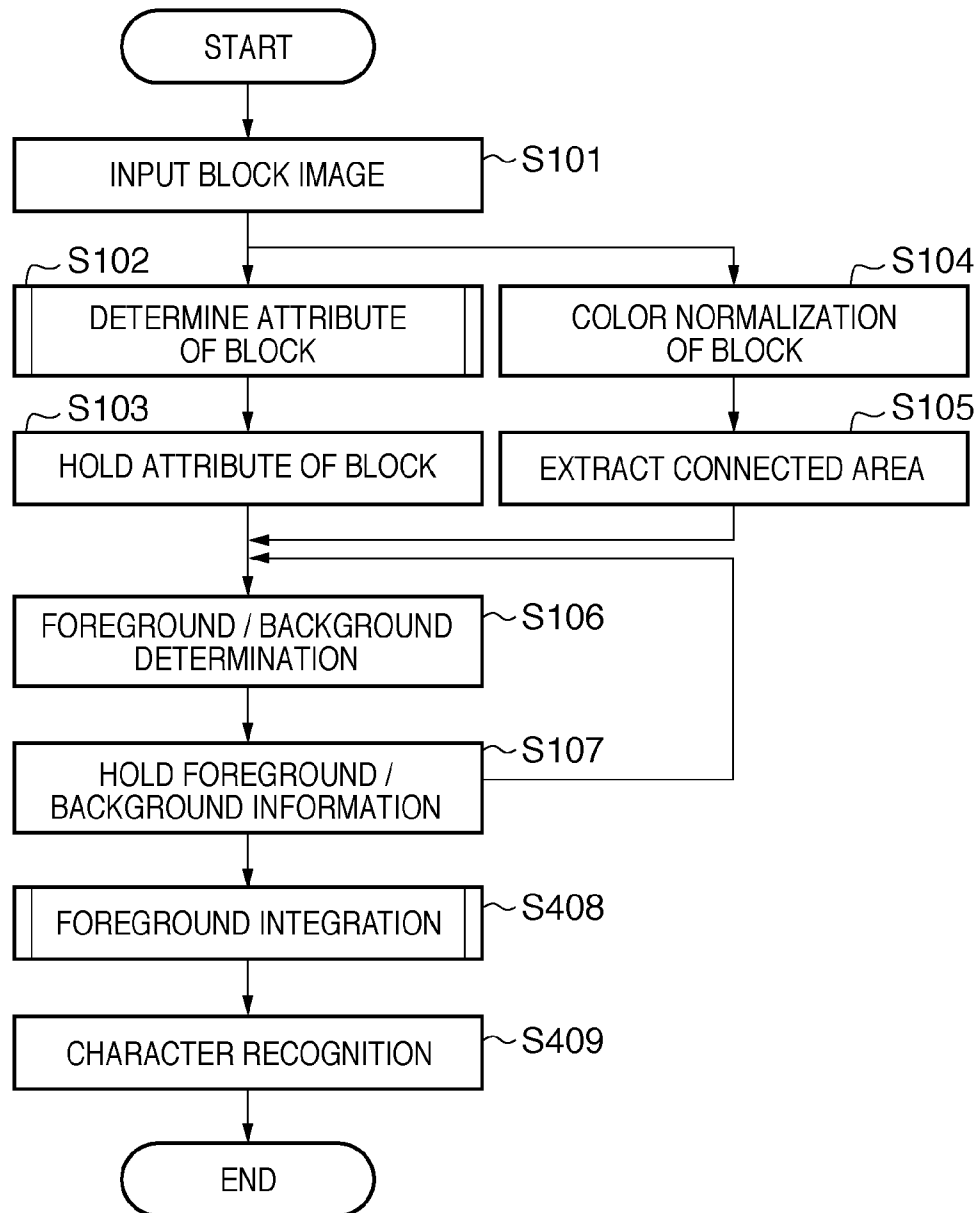 START
INPUT BLOCK IMAGE
S101
S102
DETERMINE ATTRIBUTE
OF BLOCK
S104
COLOR NORMALIZATION
OF BLOCK
S103
HOLD ATTRIBUTE OF BLOCK
S105
EXTRACT CONNECTED AREA
FOREGROUND / BACKGROUND
DETERMINATION
S106
HOLD FOREGROUND /
BACKGROUND INFORMATION
S107
FOREGROUND INTEGRATION
S408
CHARACTER RECOGNITION
S409
END